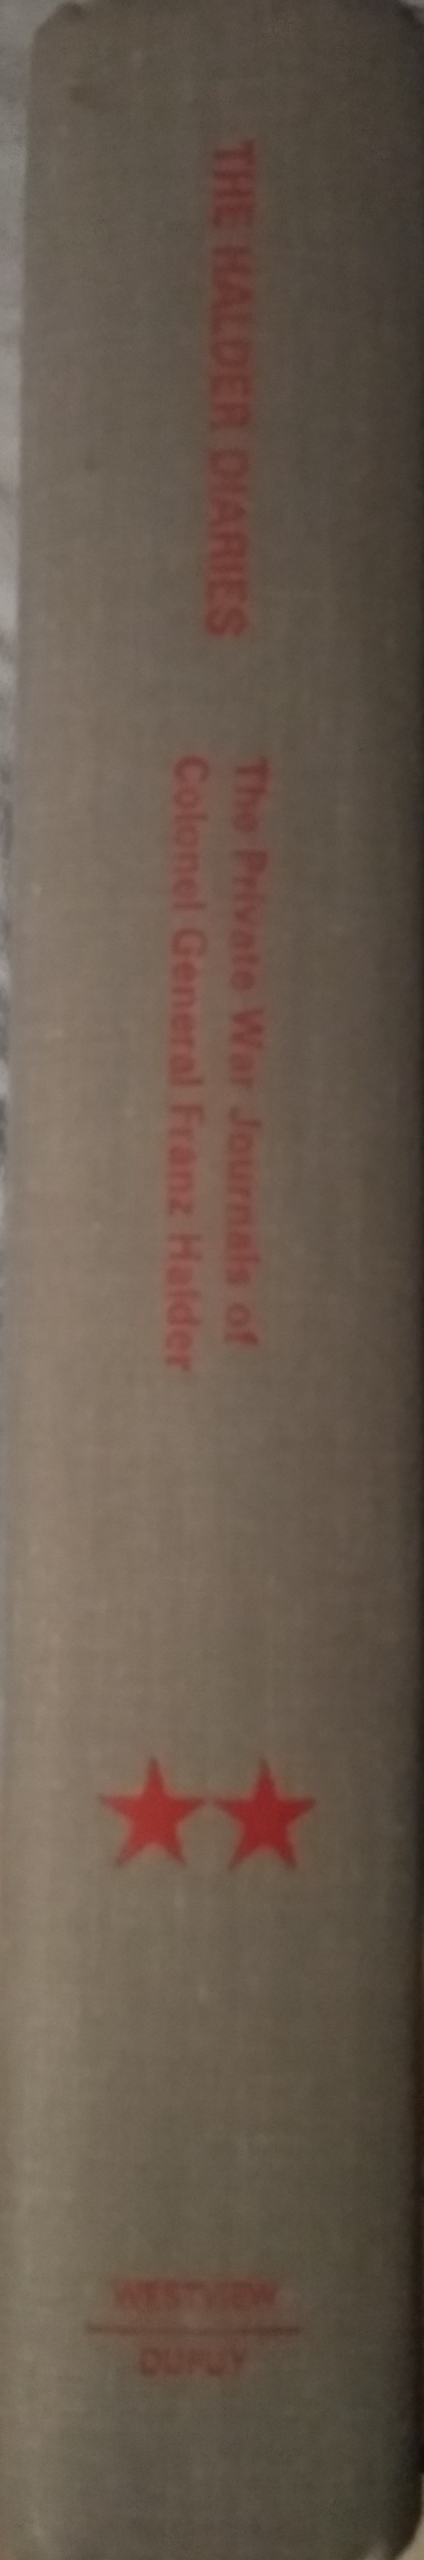 THE HALDER DIARIES
The Private War Journals of
Colonel General Franz Halder
WESTVIEW
DUPUY